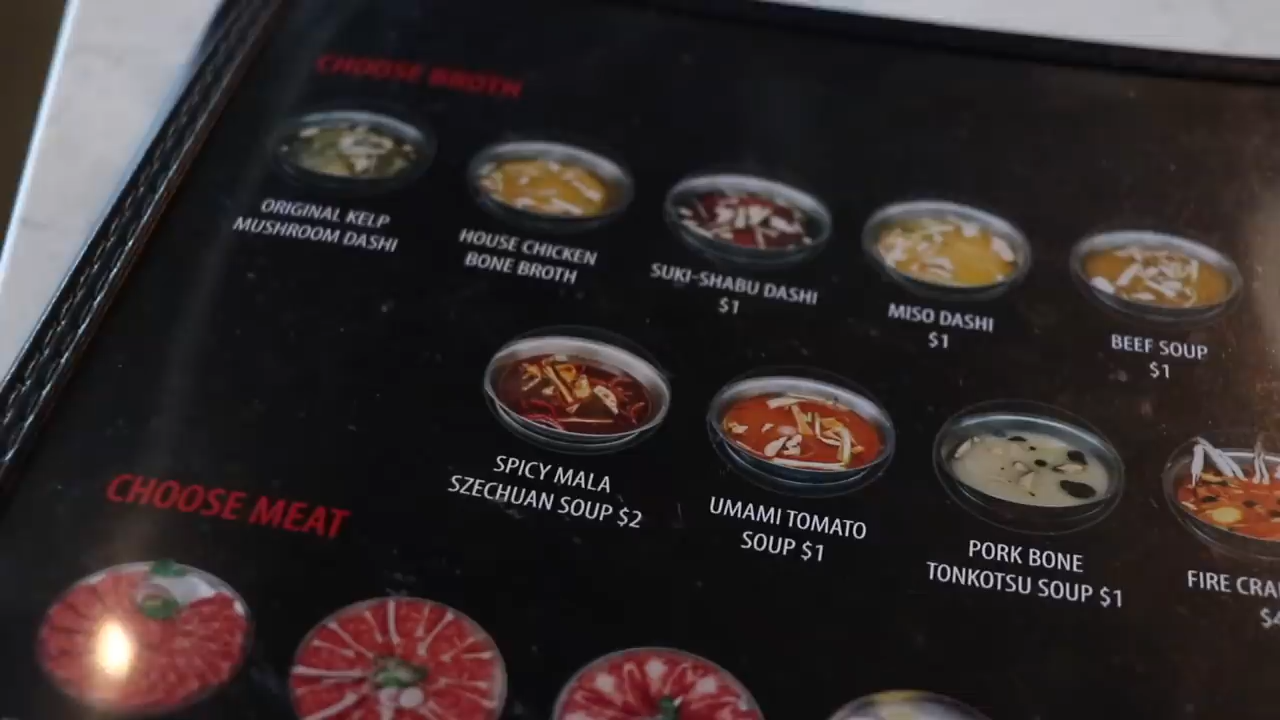 CHOOSE BROTH
ORIGINAL KELP
MUSHROOM DASHI
HOUSE CHICKEN
BONE BROTH
SUKI-SHABU DASHI
$1
MISO DASHI
$1
BEEF SOUP
$1
SPICY MALA
SZECHUAN SOUP $2
UMAMI TOMATO
SOUP $1
PORK BONE
TONKOTSU SOUP $1
FIRE
CHOOSE MEAT